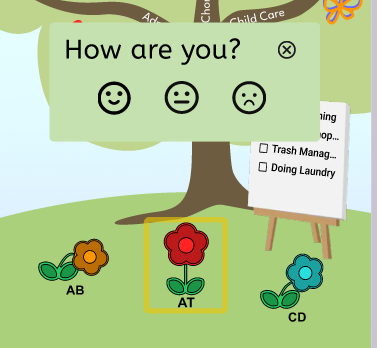 Child Care
How are you?
Trash Manag...
Doing Laundry
AB
AT
CD